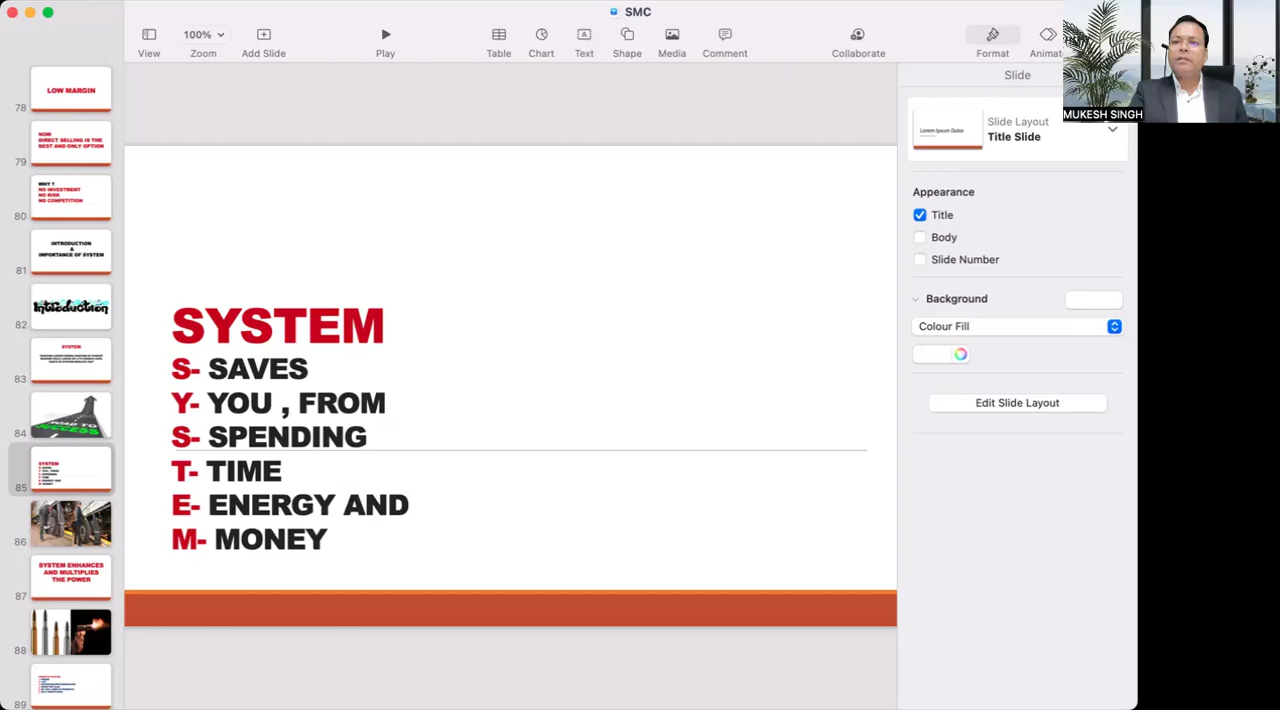 SMC
View
100%
Zoom
Add Slide
Play
Table
Chart
Text
Shape
Media
Comment
Collaborate
Format
Animat
MUKESH SINGH
Slide
Lorem Ipsum Dolor
Slide Layout
Title Slide
Appearance
Title
Body
Slide Number
Background
Colour Fill
Edit Slide Layout
78
LOW MARGIN
79
NOW
DIRECT SELLING IS THE
BEST AND ONLY OPTION
80
WHY ?
NO INVESTMENT
NO RISK
NO COMPETITION
81
INTRODUCTION
&
IMPORTANCE OF SYSTEM
82
Introduction
83
SYSTEM
84
ROAD TO
SUCCESS
85
SYSTEM
86
87
SYSTEM ENHANCES
AND MULTIPLIES
THE POWER
88
89
SYSTEM
S- SAVES
Y- YOU , FROM
S- SPENDING
T- TIME
E- ENERGY AND
M- MONEY